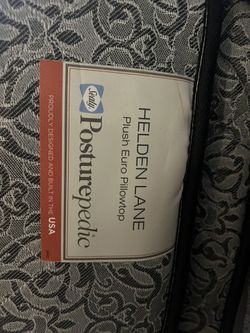 HELDEN LANE
Plush Euro Pillowtop
Sealy
Posturepedic
PROUDLY DESIGNED AND BUILT IN THE USA